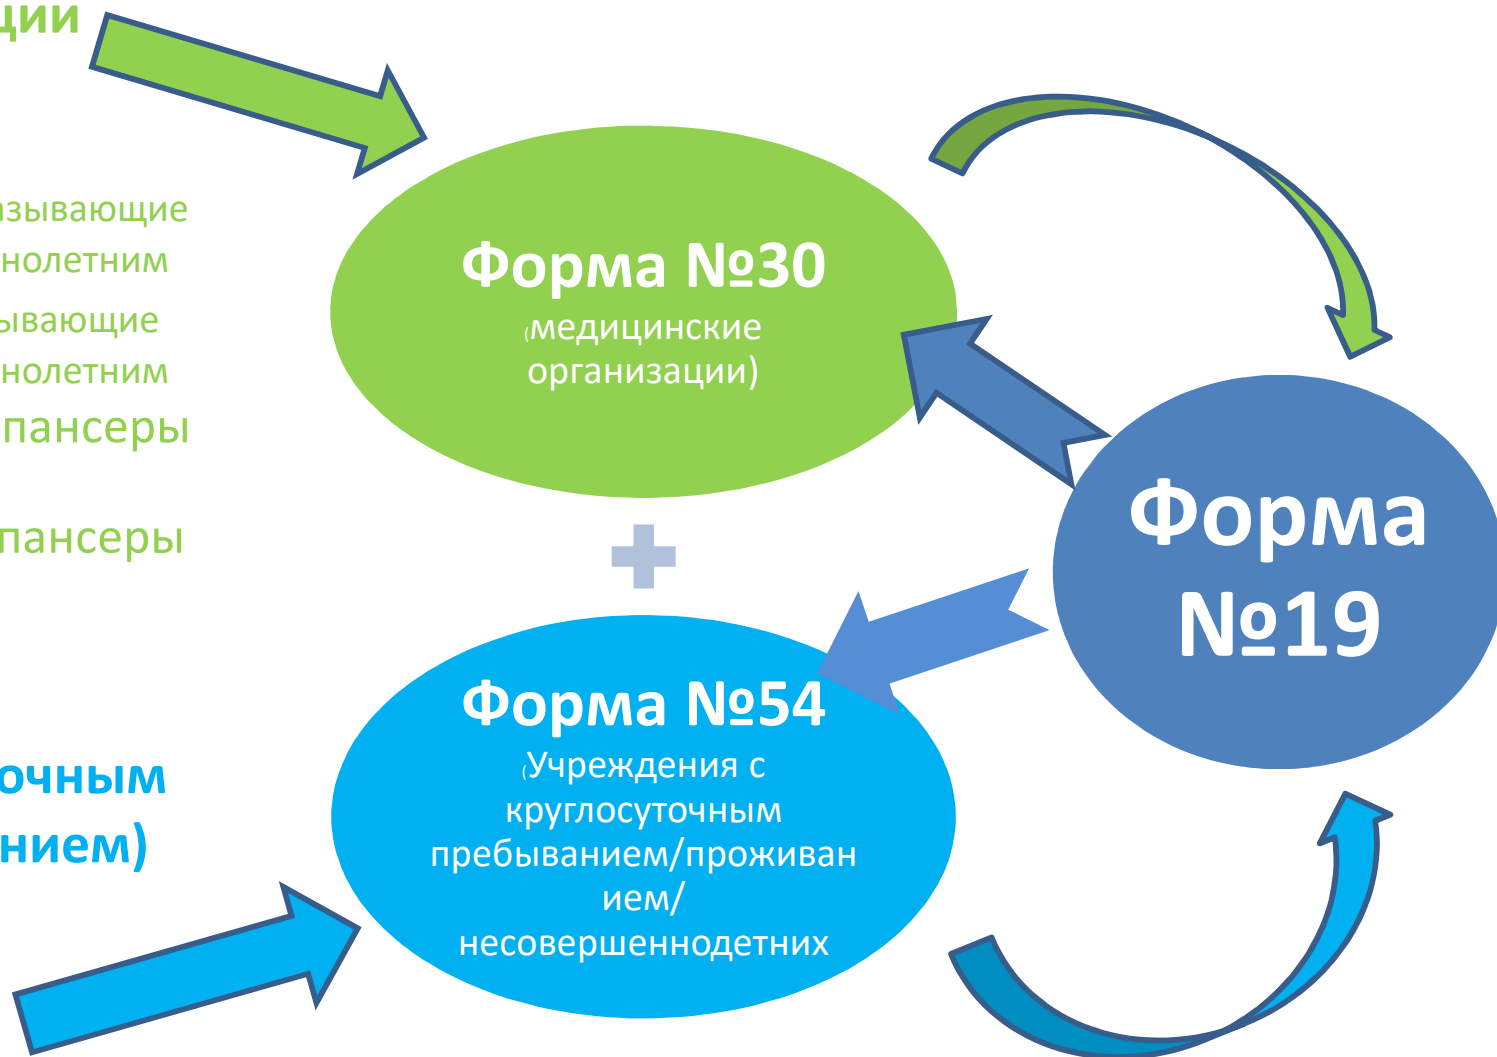 ции
азывающие
нолетним
ывающие
нолетним
пансеры
пансеры
очным
нием)
Форма №30
(медицинские
организации)
Форма №54
(Учреждения с
круглосуточным
пребыванием/проживан
ием/
несовершеннодетних
Форма
№19